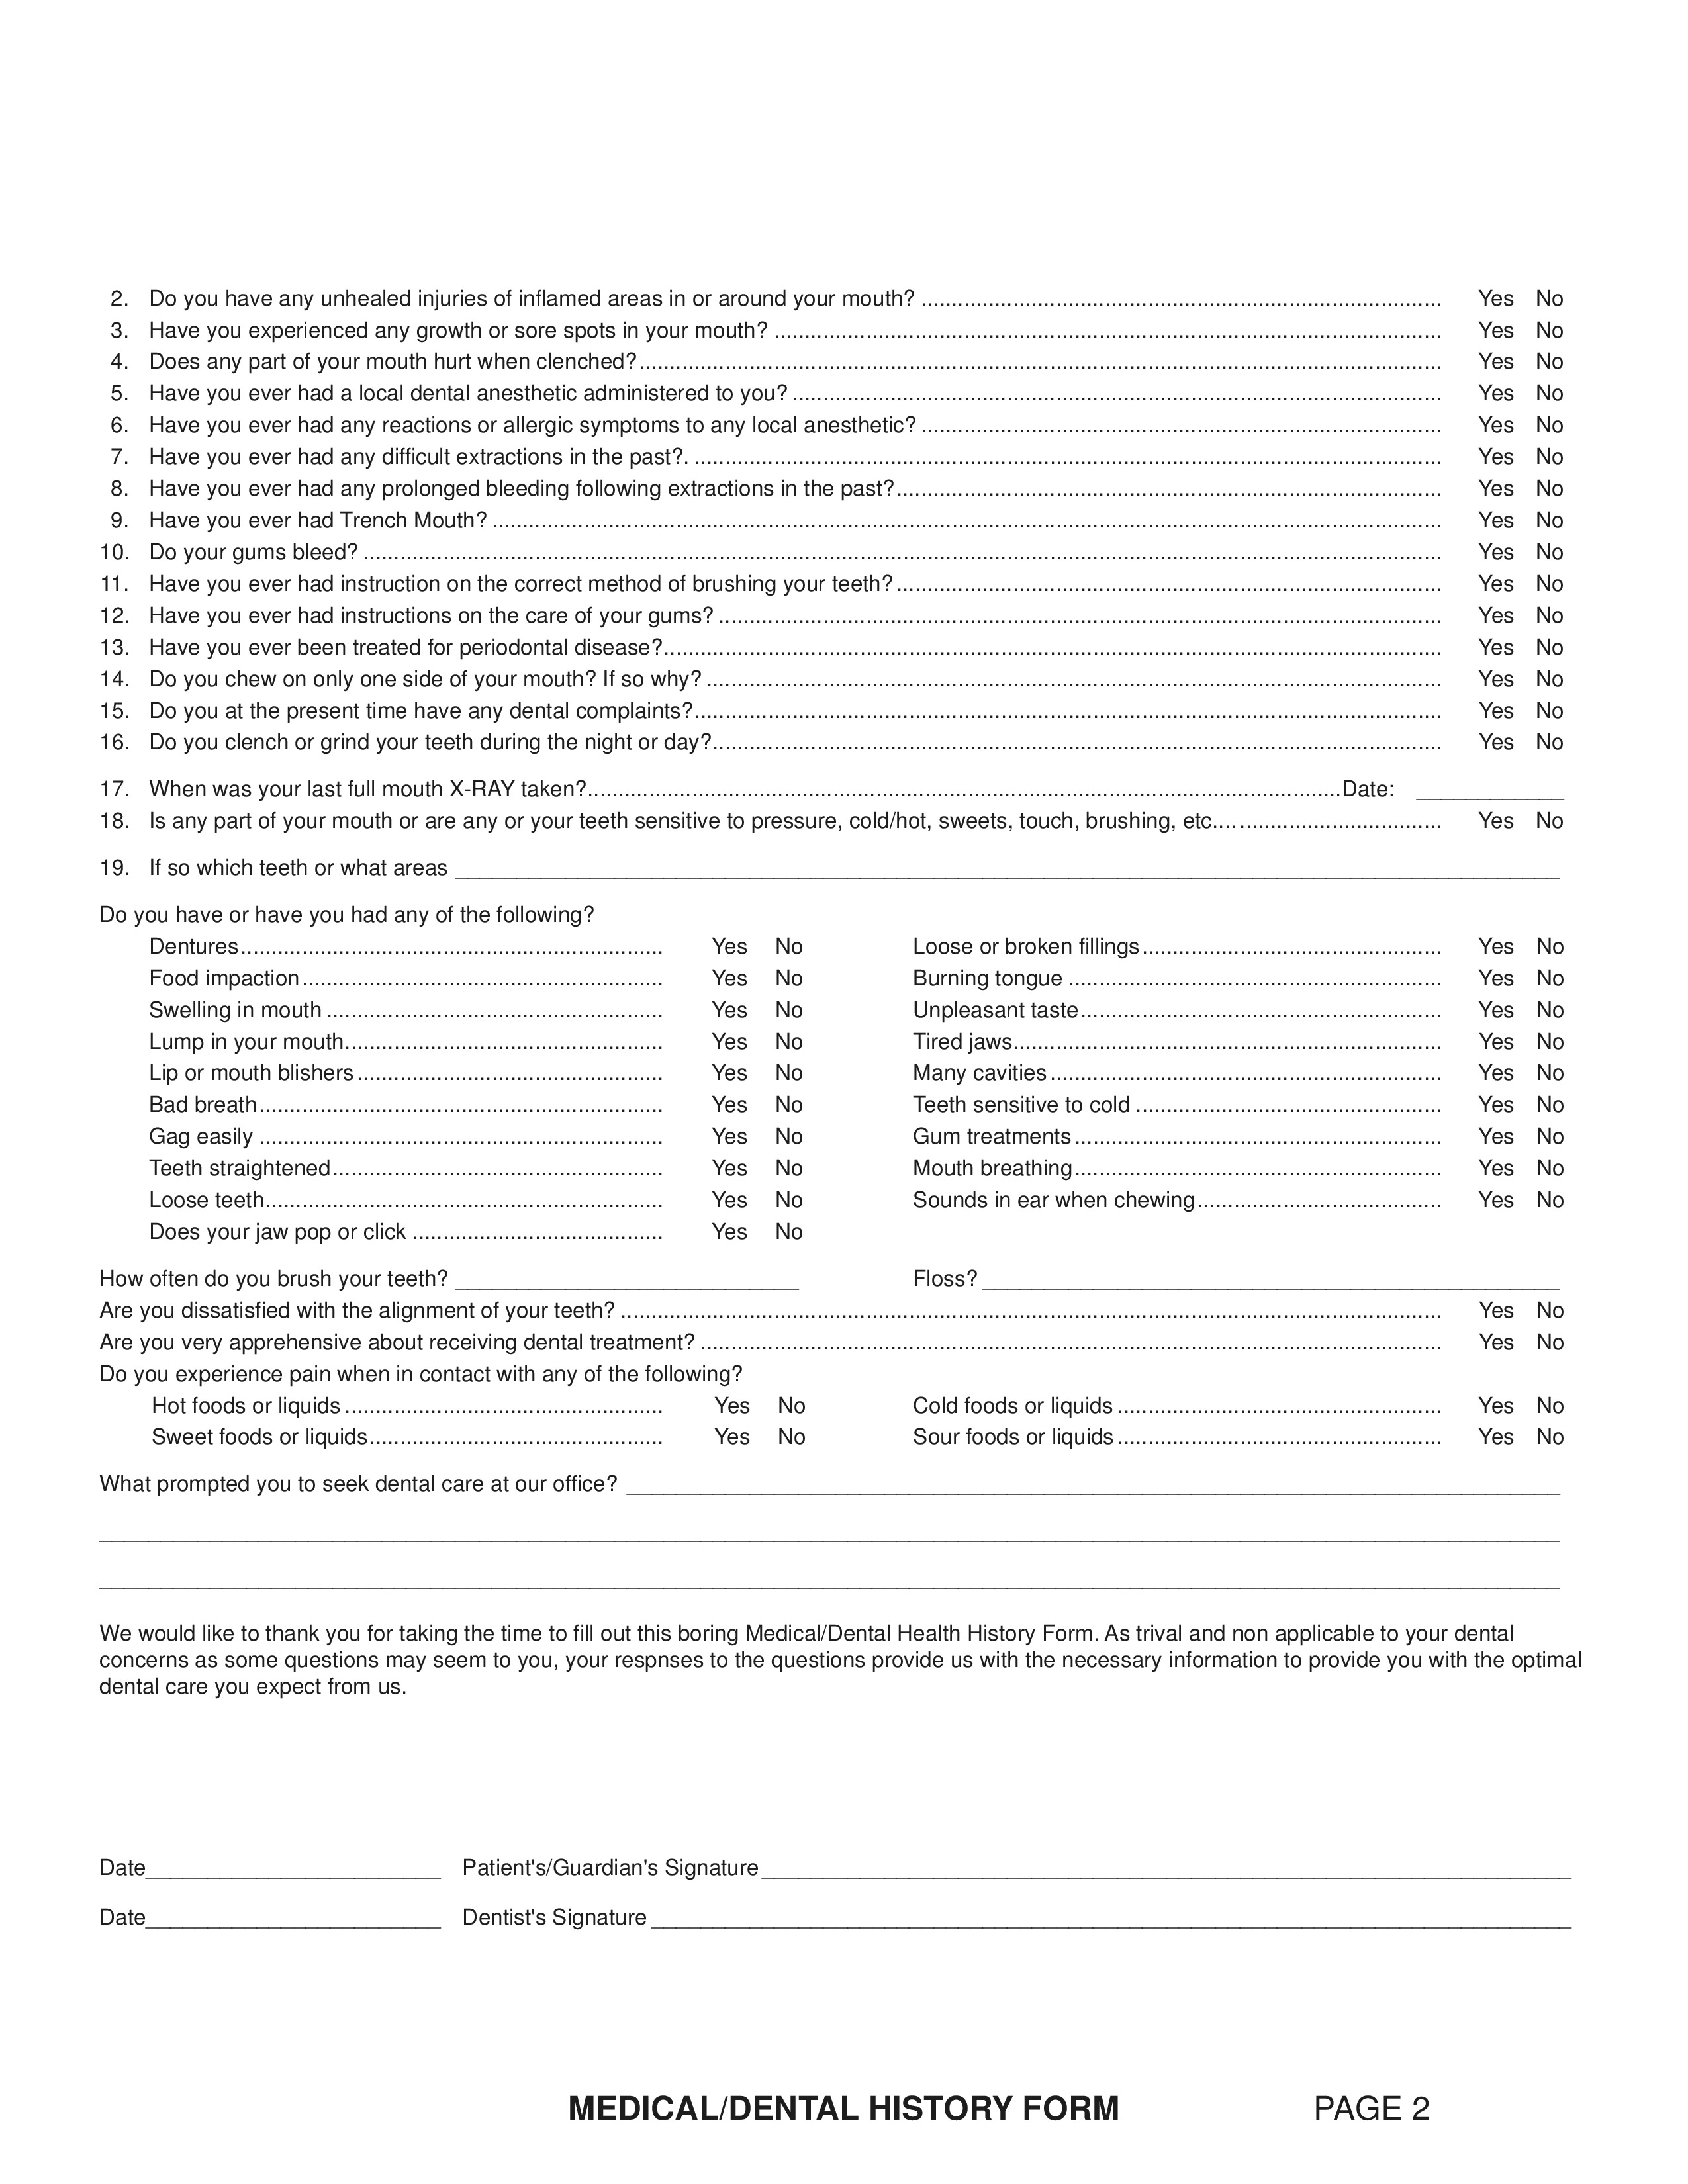 2. Do you have any unhealed injuries of inflamed areas in or around your mouth? ........ Yes No
3. Have you experienced any growth or sore spots in your mouth? ........ Yes No
4. Does any part of your mouth hurt when clenched?........ Yes No
5. Have you ever had a local dental anesthetic administered to you? ........ Yes No
6. Have you ever had any reactions or allergic symptoms to any local anesthetic? ........ Yes No
7. Have you ever had any difficult extractions in the past?. ........ Yes No
8. Have you ever had any prolonged bleeding following extractions in the past?........ Yes No
9. Have you ever had Trench Mouth? ........ Yes No
10. Do your gums bleed? ........ Yes No
11. Have you ever had instruction on the correct method of brushing your teeth? ........ Yes No
12. Have you ever had instructions on the care of your gums? ........ Yes No
13. Have you ever been treated for periodontal disease?........ Yes No
14. Do you chew on only one side of your mouth? If so why? ........ Yes No
15. Do you at the present time have any dental complaints?........ Yes No
16. Do you clench or grind your teeth during the night or day?........ Yes No
17. When was your last full mouth X-RAY taken?........Date: ____________
18. Is any part of your mouth or are any or your teeth sensitive to pressure, cold/hot, sweets, touch, brushing, etc........ Yes No
19. If so which teeth or what areas ____________
Do you have or have you had any of the following?
Dentures........ Yes No Loose or broken fillings........ Yes No
Food impaction........ Yes No Burning tongue ........ Yes No
Swelling in mouth ........ Yes No Unpleasant taste........ Yes No
Lump in your mouth........ Yes No Tired jaws........ Yes No
Lip or mouth blishers........ Yes No Many cavities ........ Yes No
Bad breath........ Yes No Teeth sensitive to cold ........ Yes No
Gag easily ........ Yes No Gum treatments........ Yes No
Teeth straightened........ Yes No Mouth breathing........ Yes No
Loose teeth........ Yes No Sounds in ear when chewing........ Yes No
Does your jaw pop or click ........ Yes No
How often do you brush your teeth? ____________ Floss? ____________
Are you dissatisfied with the alignment of your teeth? ........ Yes No
Are you very apprehensive about receiving dental treatment? ........ Yes No
Do you experience pain when in contact with any of the following?
Hot foods or liquids ........ Yes No Cold foods or liquids ........ Yes No
Sweet foods or liquids........ Yes No Sour foods or liquids ........ Yes No
What prompted you to seek dental care at our office? ____________
____________
____________
We would like to thank you for taking the time to fill out this boring Medical/Dental Health History Form. As trival and non applicable to your dental
concerns as some questions may seem to you, your respnses to the questions provide us with the necessary information to provide you with the optimal
dental care you expect from us.
Date____________ Patient's/Guardian's Signature____________
Date____________ Dentist's Signature ____________
MEDICAL/DENTAL HISTORY FORM PAGE 2